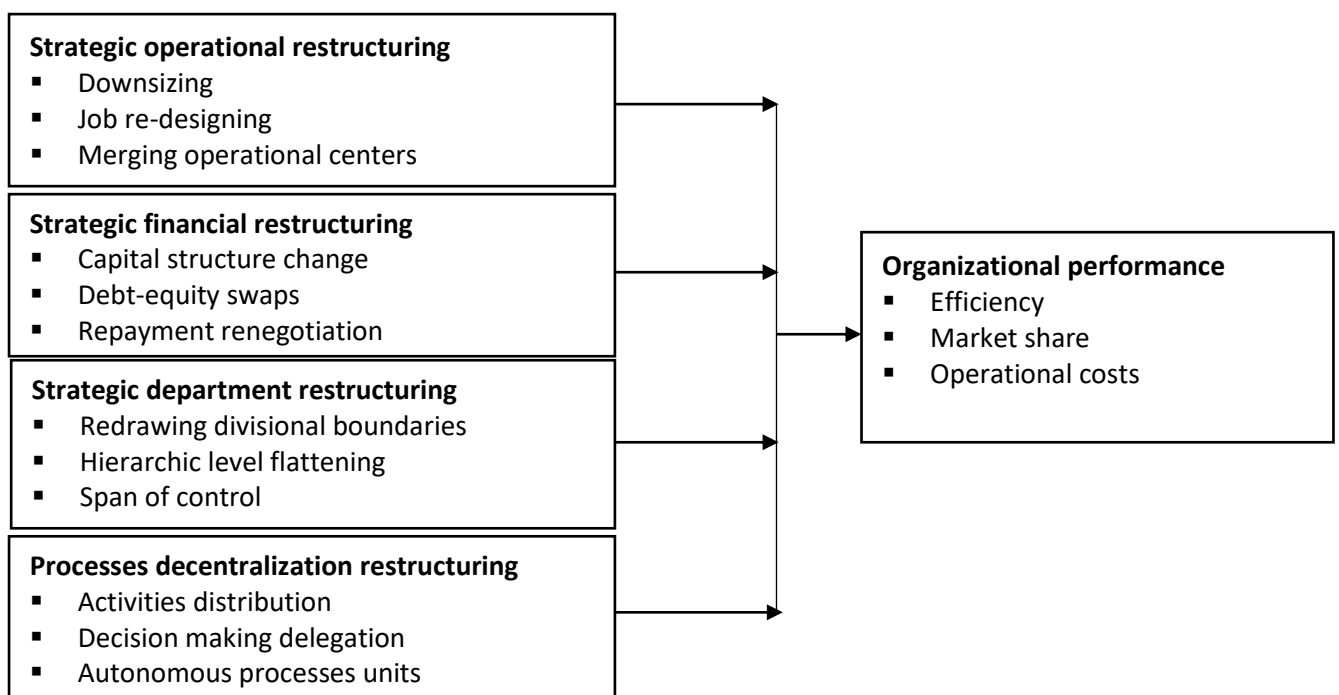 Strategic operational restructuring
▪ Downsizing
▪ Job re-designing
▪ Merging operational centers
Strategic financial restructuring
▪ Capital structure change
▪ Debt-equity swaps
▪ Repayment renegotiation
Strategic department restructuring
▪ Redrawing divisional boundaries
▪ Hierarchic level flattening
▪ Span of control
Processes decentralization restructuring
▪ Activities distribution
▪ Decision making delegation
▪ Autonomous processes units
Organizational performance
▪ Efficiency
▪ Market share
▪ Operational costs